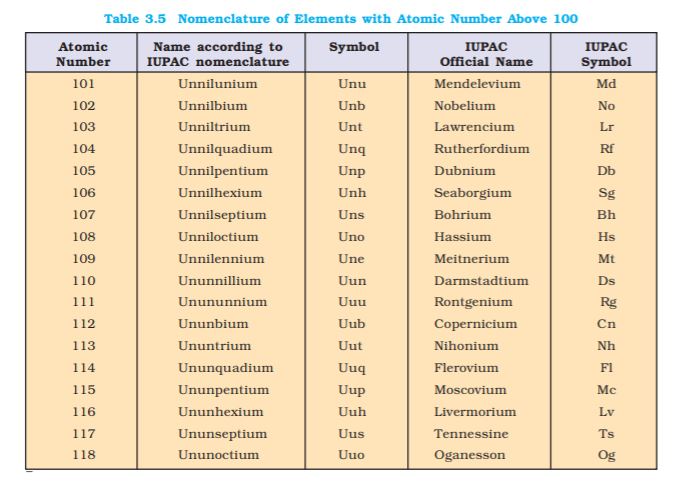 Table 3.5 Nomenclature of Elements with Atomic Number Above 100
Atomic Number Name according to IUPAC nomenclature Symbol IUPAC Official Name IUPAC Symbol
101 Unnilunium Unu Mendelevium Md
102 Unnilbium Unb Nobelium No
103 Unniltrium Unt Lawrencium Lr
104 Unnilquadium Unq Rutherfordium Rf
105 Unnilpentium Unp Dubnium Db
106 Unnilhexium Unh Seaborgium Sg
107 Unnilseptium Uns Bohrium Bh
108 Unniloctium Uno Hassium Hs
109 Unnilennium Une Meitnerium Mt
110 Ununnillium Uun Darmstadtium Ds
111 Unununnium Uuu Rontgenium Rg
112 Ununbium Uub Copernicium Cn
113 Ununtrium Uut Nihonium Nh
114 Ununquadium Uuq Flerovium Fl
115 Ununpentium Uup Moscovium Mc
116 Ununhexium Uuh Livermorium Lv
117 Ununseptium Uus Tennessine Ts
118 Ununoctium Uuo Oganesson Og